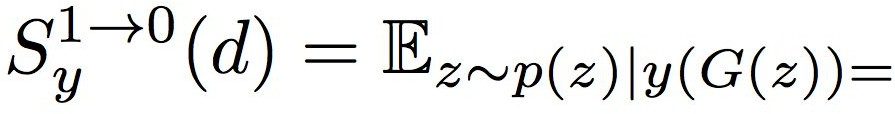 S_y^{1→0}(d) = 𝔼_{z∼p(z)|y(G(z))=